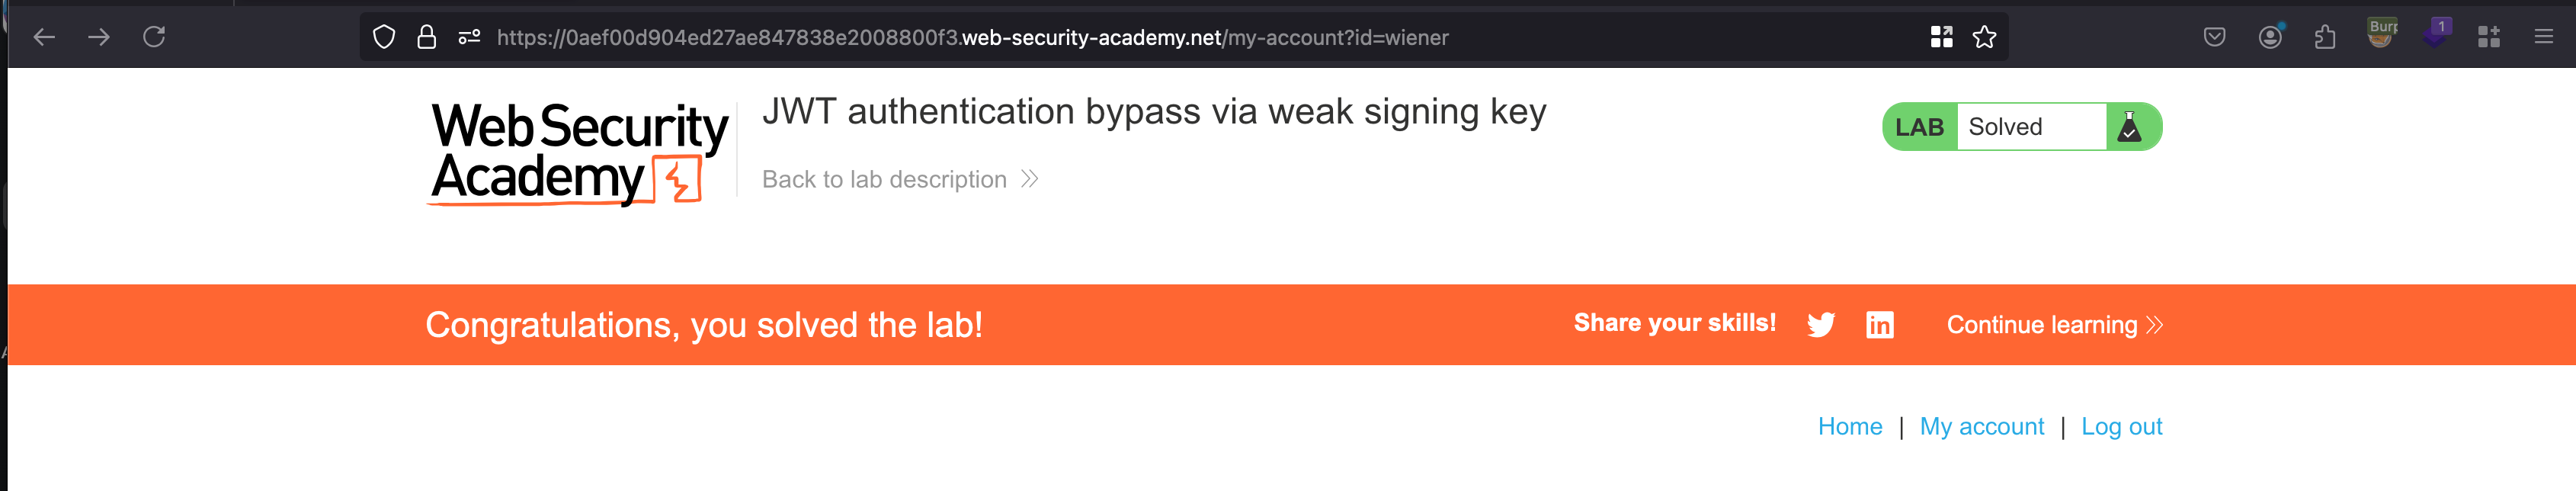 https://0aef00d904ed27ae847838e2008800f3.web-security-academy.net/my-account?id=wiener
Burp
1
Web Security
Academy
JWT authentication bypass via weak signing key
Back to lab description
LAB Solved
Congratulations, you solved the lab!
Share your skills!
in
Continue learning
Home | My account | Log out